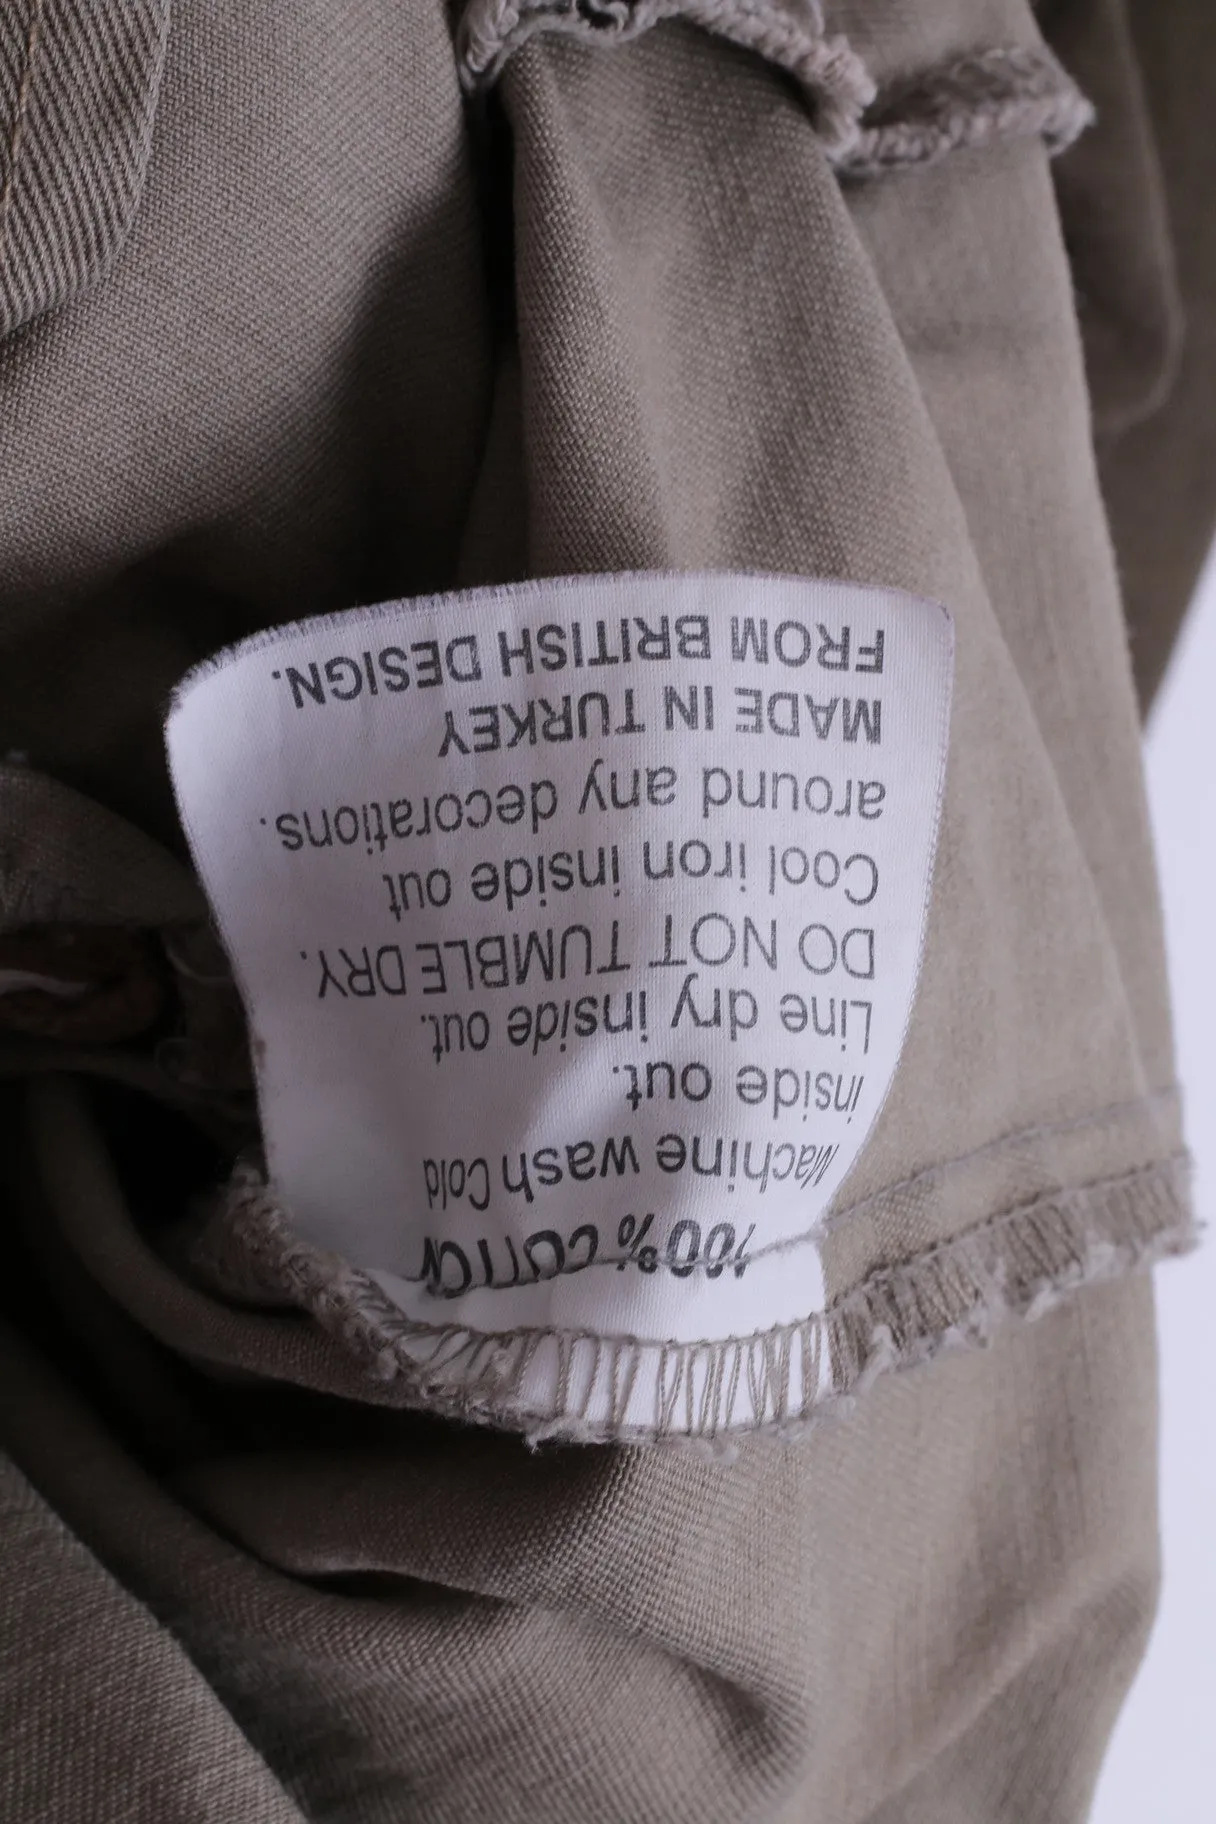 100% COTTON
Machine wash Cold
inside out.
Line dry inside out.
DO NOT TUMBLE DRY.
Cool iron inside out
around any decorations.
MADE IN TURKEY
FROM BRITISH DESIGN.